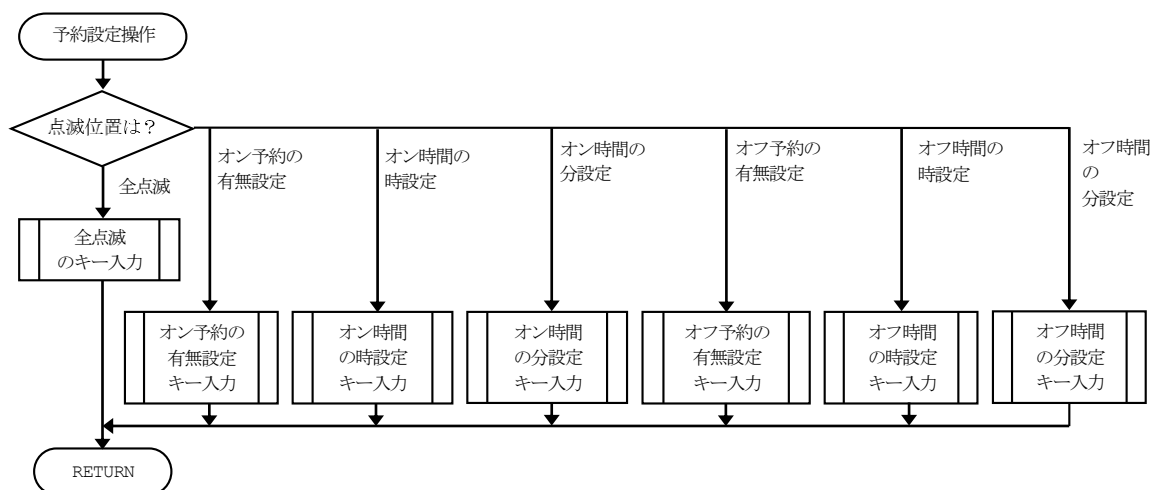 予約設定操作
点滅位置は？
全点滅
全点滅
のキー入力
オン予約の
有無設定
オン時間の
時設定
オン時間の
分設定
オフ予約の
有無設定
オフ時間の
時設定
オフ時間
の
分設定
オン予約の
有無設定
キー入力
オン時間
の時設定
キー入力
オン時間
の分設定
キー入力
オフ予約の
有無設定
キー入力
オフ時間
の時設定
キー入力
オフ時間
の分設定
キー入力
RETURN